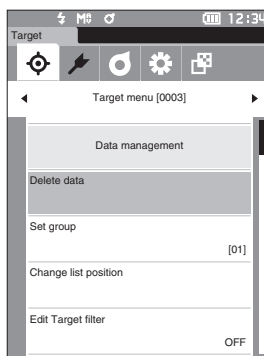 M 12:34
Target
Target menu [0003]
Data management
Delete data
Set group
[01]
Change list position
Edit Target filter
OFF